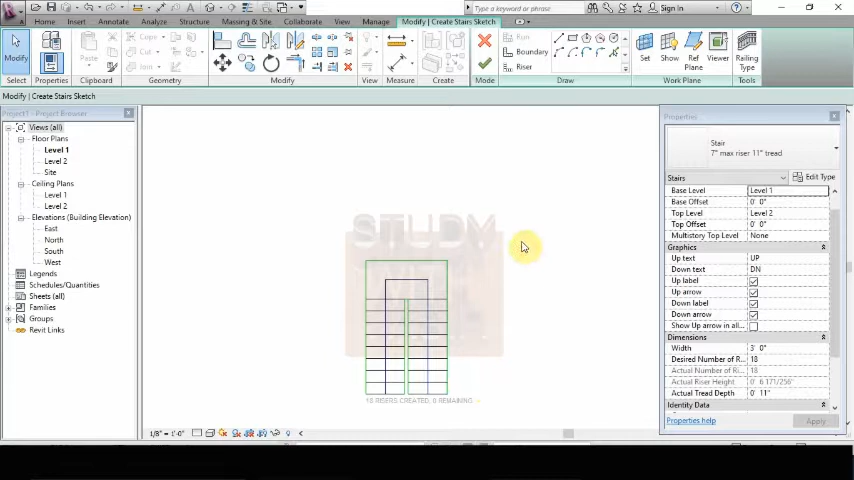 Type a keyword or phrase
Sign In
Home Insert Annotate Analyze Structure Systems Massing & Site Collaborate View Manage Modify | Create Stairs Sketch
Modify Properties Paste Cope Cut Join Run Boundary Riser Set Show Ref Plane Viewer Railing Type
Select Properties Clipboard Geometry Modify View Measure Create Mode Draw Work Plane Tools
Modify | Create Stairs Sketch
Project1 - Project Browser
Views (all)
Floor Plans
Level 1
Level 2
Site
Ceiling Plans
Level 1
Level 2
Elevations (Building Elevation)
East
North
South
West
Legends
Schedules/Quantities
Sheets (all)
Families
Groups
Revit Links
STUDY
18 RISERS CREATED, 0 REMAINING
Properties
Stair
7" max riser 11" tread
Stairs Edit Type
Base Level Level 1
Base Offset 0' 0"
Top Level Level 2
Top Offset 0' 0"
Multistory Top Level None
Graphics
Up text UP
Down text DN
Up label
Up arrow
Down label
Down arrow
Show Up arrow in all...
Dimensions
Width 3' 0"
Desired Number of R... 18
Actual Number of Ri... 18
Actual Riser Height 0' 6 171/256"
Actual Tread Depth 0' 11"
Identity Data
Properties help Apply
1/8" = 1'-0"